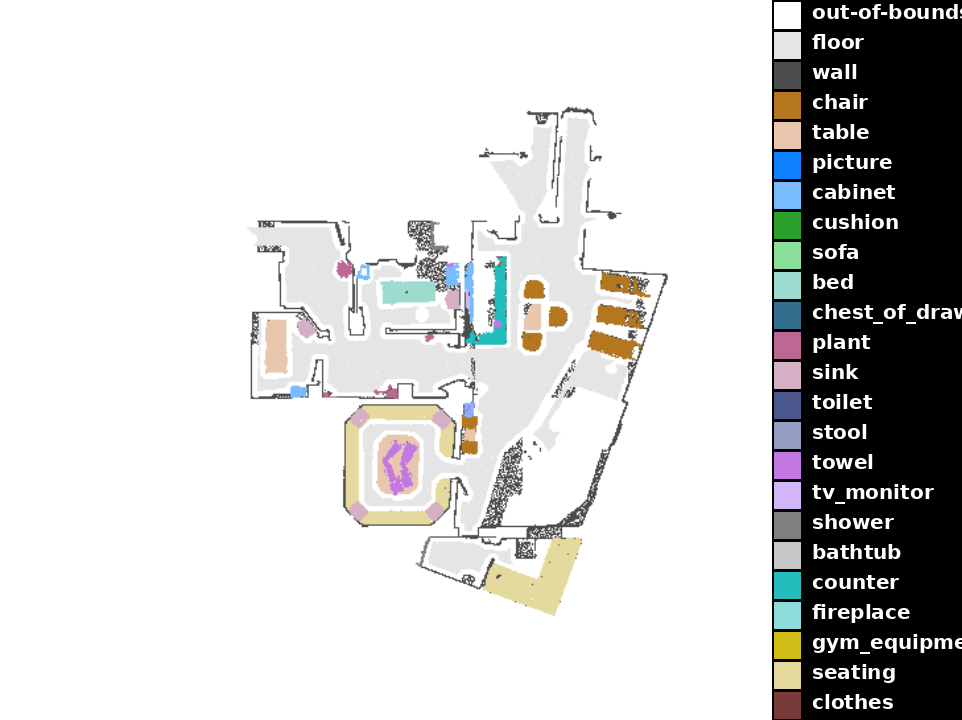 out-of-bounds
floor
wall
chair
table
picture
cabinet
cushion
sofa
bed
chest_of_draw
plant
sink
toilet
stool
towel
tv_monitor
shower
bathtub
counter
fireplace
gym_equipme
seating
clothes